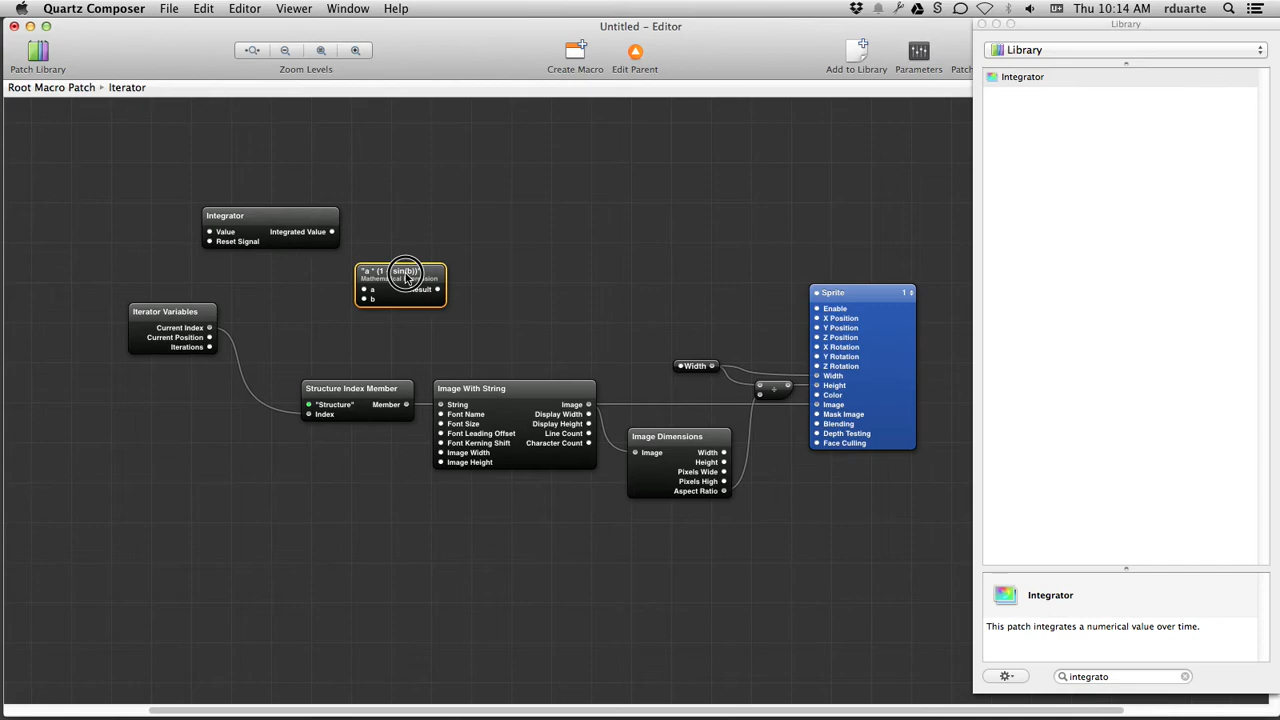 Quartz Composer File Edit Editor Viewer Window Help Thu 10:14 AM rduarte
Untitled - Editor
Library
Patch Library
Zoom Levels
Create Macro
Edit Parent
Add to Library
Parameters
Patch
Library
Root Macro Patch ▸ Iterator
Integrator
Integrator
Value Integrated Value
Reset Signal
a
b
Iterator Variables
Current Index
Current Position
Iterations
Structure Index Member
"Structure" Member
Index
Image With String
String Image
Font Name Display Width
Font Size Display Height
Font Leading Offset Line Count
Font Kerning Shift Character Count
Image Width
Image Height
Width
÷
Image Dimensions
Image Width
Height
Pixels Wide
Pixels High
Aspect Ratio
Sprite 1
Enable
X Position
Y Position
Z Position
X Rotation
Y Rotation
Z Rotation
Width
Height
Color
Image
Mask Image
Blending
Depth Testing
Face Culling
Integrator
This patch integrates a numerical value over time.
integrato